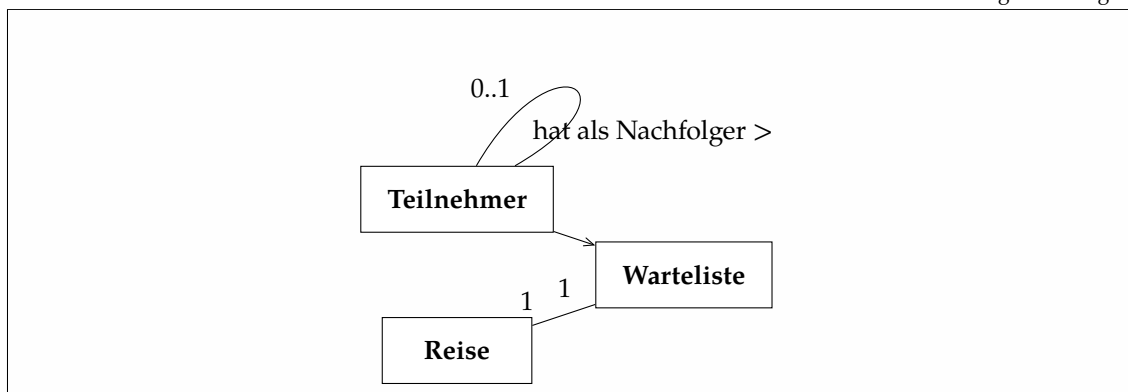 0..1
hat als Nachfolger >
Teilnehmer
Warteliste
1
1
Reise